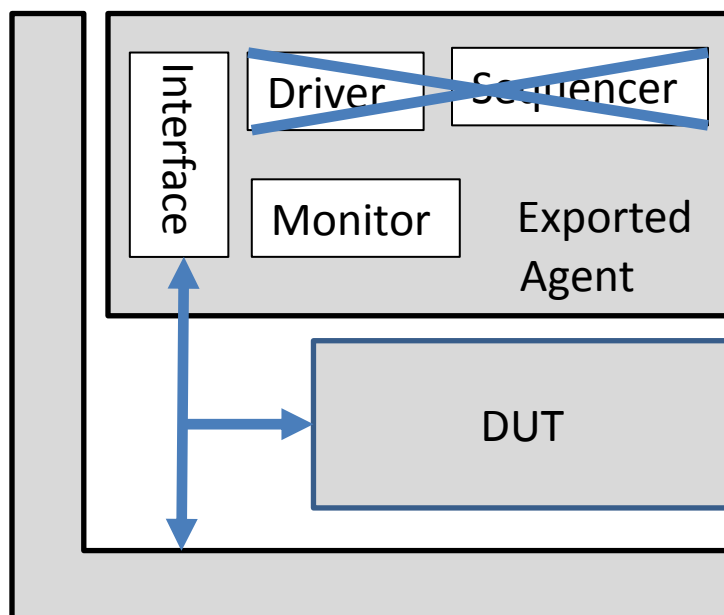 Interface
Driver
Sequencer
Monitor
Exported
Agent
DUT